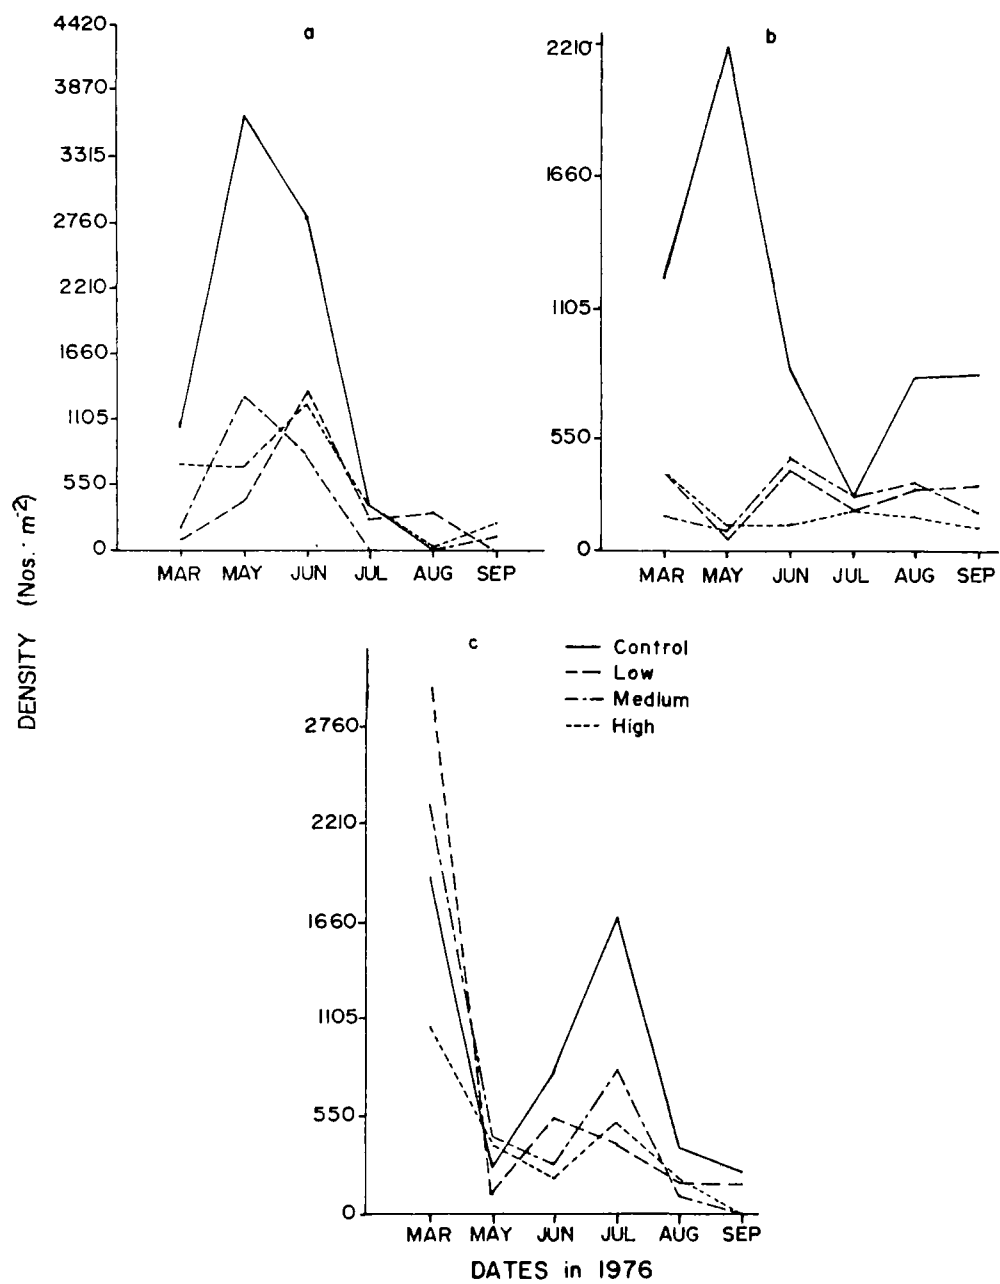 a
4420
3870
3315
2760
2210
1660
1105
550
0
MAR MAY JUN JUL AUG SEP
b
2210
1660
1105
550
0
MAR MAY JUN JUL AUG SEP
DENSITY (Nos. m-2)
c
Control
Low
Medium
High
2760
2210
1660
1105
550
0
MAR MAY JUN JUL AUG SEP
DATES in 1976